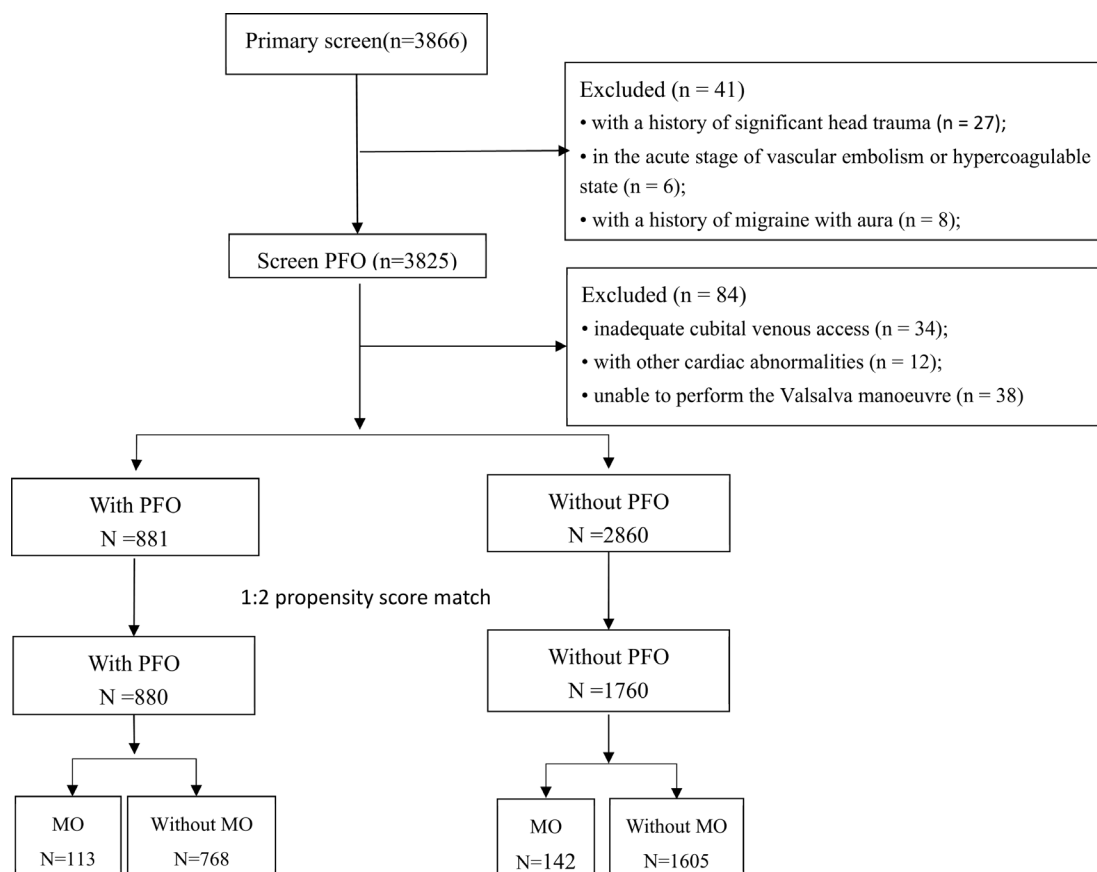 Primary screen(n=3866)
Excluded (n = 41)
• with a history of significant head trauma (n = 27);
• in the acute stage of vascular embolism or hypercoagulable
state (n = 6);
• with a history of migraine with aura (n = 8);
Screen PFO (n=3825)
Excluded (n = 84)
• inadequate cubital venous access (n = 34);
• with other cardiac abnormalities (n = 12);
• unable to perform the Valsalva manoeuvre (n = 38)
With PFO
N =881
Without PFO
N =2860
1:2 propensity score match
With PFO
N =880
Without PFO
N =1760
MO
N=113
Without MO
N=768
MO
N=142
Without MO
N=1605